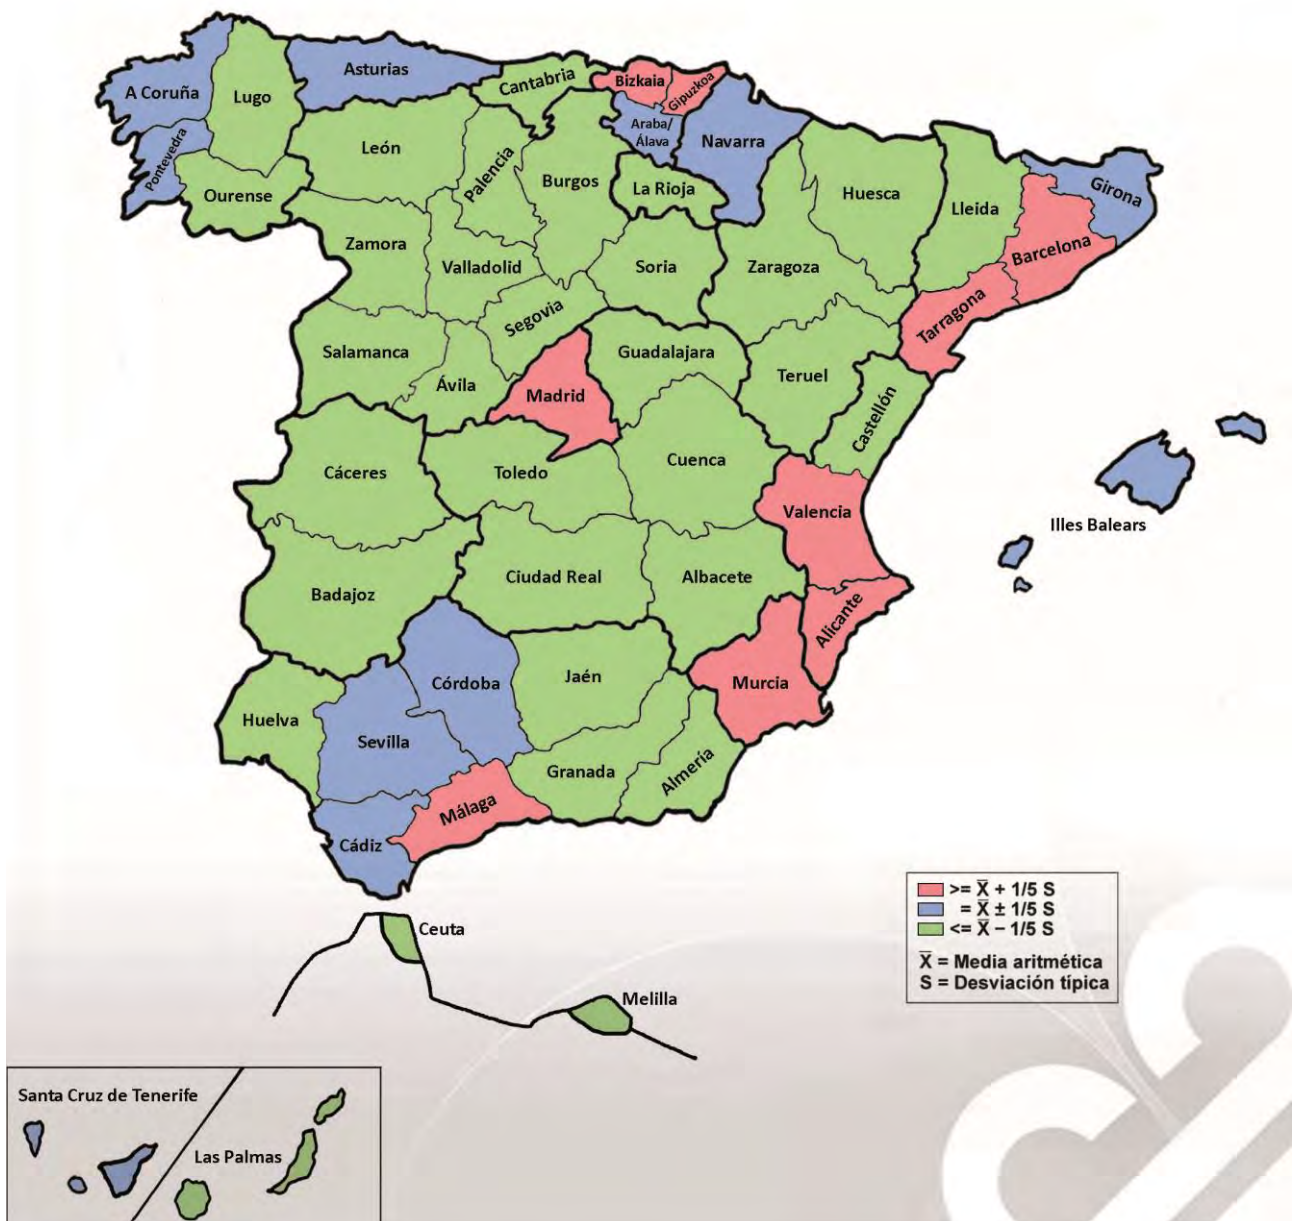 A Coruña
Lugo
Asturias
Cantabria
Bizkaia
Gipuzkoa
Araba/
Álava
Navarra
Pontevedra
Ourense
León
Palencia
Burgos
La Rioja
Huesca
Lleida
Girona
Barcelona
Zamora
Valladolid
Soria
Zaragoza
Tarragona
Segovia
Salamanca
Ávila
Madrid
Guadalajara
Teruel
Castellón
Cáceres
Toledo
Cuenca
Valencia
Illes Balears
Badajoz
Ciudad Real
Albacete
Alicante
Córdoba
Jaén
Murcia
Huelva
Sevilla
Granada
Almería
Málaga
Cádiz
>= X̅ + 1/5 S
= X̅ ± 1/5 S
<= X̅ − 1/5 S
X̅ = Media aritmética
S = Desviación típica
Ceuta
Melilla
Santa Cruz de Tenerife
Las Palmas